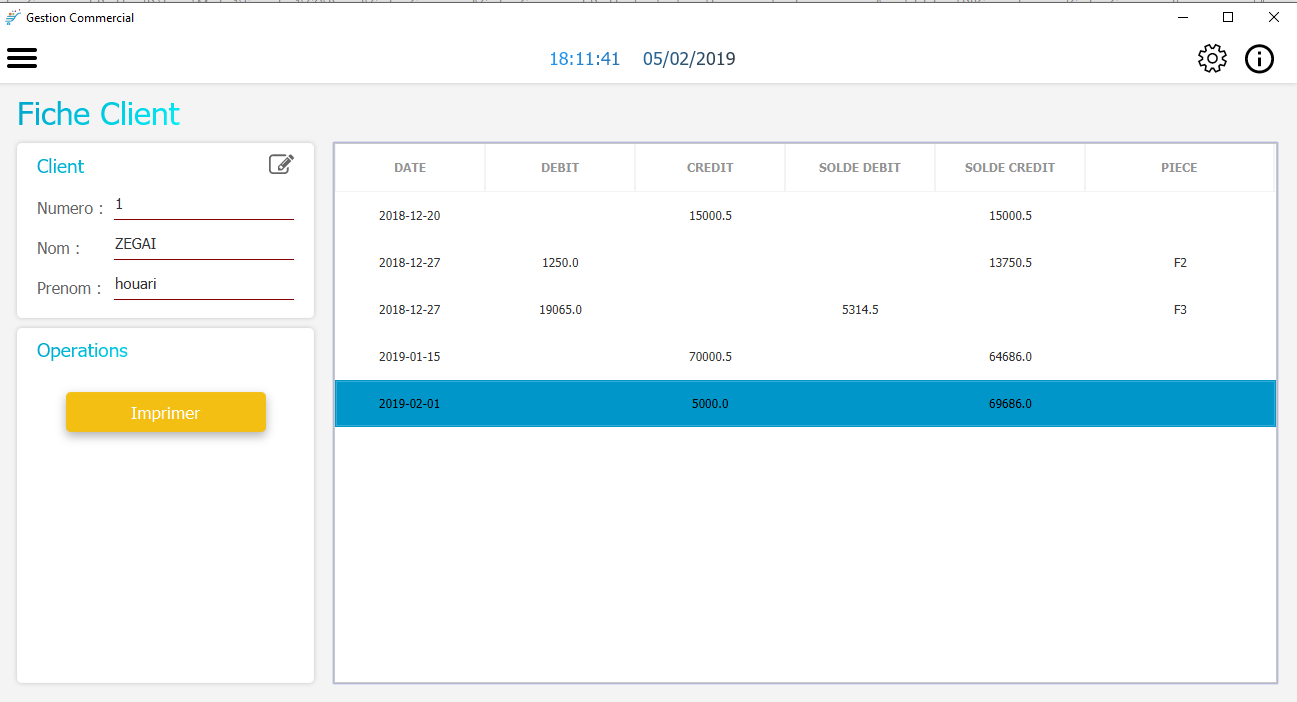 Gestion Commercial
18:11:41 05/02/2019
Fiche Client
Client
Numero : 1
Nom : ZEGAI
Prenom : houari
Operations
Imprimer
DATE DEBIT CREDIT SOLDE DEBIT SOLDE CREDIT PIECE
2018-12-20 15000.5 15000.5
2018-12-27 1250.0 13750.5 F2
2018-12-27 19065.0 5314.5 F3
2019-01-15 70000.5 64686.0
2019-02-01 5000.0 69686.0